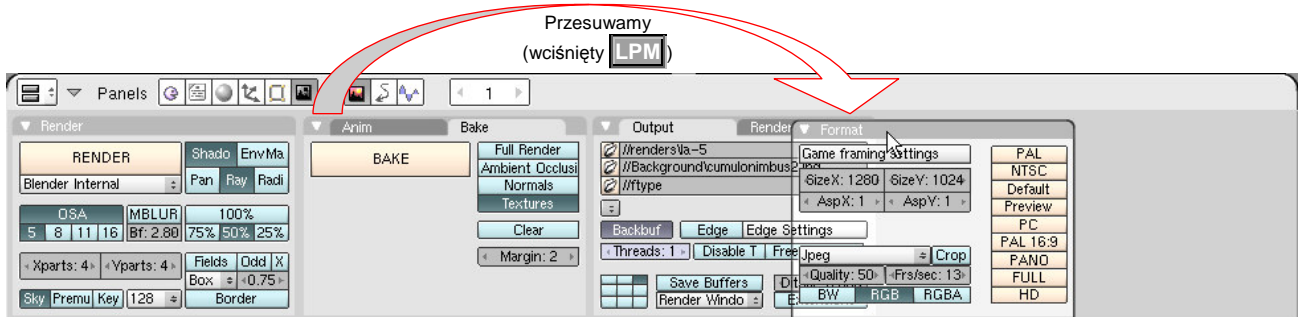 Przesuwamy
(wciśnięty LPM)
Panels 1
Render
RENDER
Blender Internal
Shado EnvMa
Pan Ray Radi
OSA MBLUR 100%
5 8 11 16 Bf: 2.80 75% 50% 25%
Xparts: 4 Yparts: 4 Fields Odd X
Box 0.75
Sky Premu Key 128 Border
Anim Bake
BAKE
Full Render
Ambient Occlusi
Normals
Textures
Clear
Margin: 2
Output Render
//renders\la-5
//Background\cumulonimbus2.jpg
//ftype
Backbuf Edge Edge Settings
Threads: 1 Disable T Free
Save Buffers
Render Windo
Format
Game framing settings
SizeX: 1280 SizeY: 1024
AspX: 1 AspY: 1
Jpeg Crop
Quality: 50 Frs/sec: 13
BW RGB RGBA
PAL
NTSC
Default
Preview
PC
PAL 16:9
PANO
FULL
HD